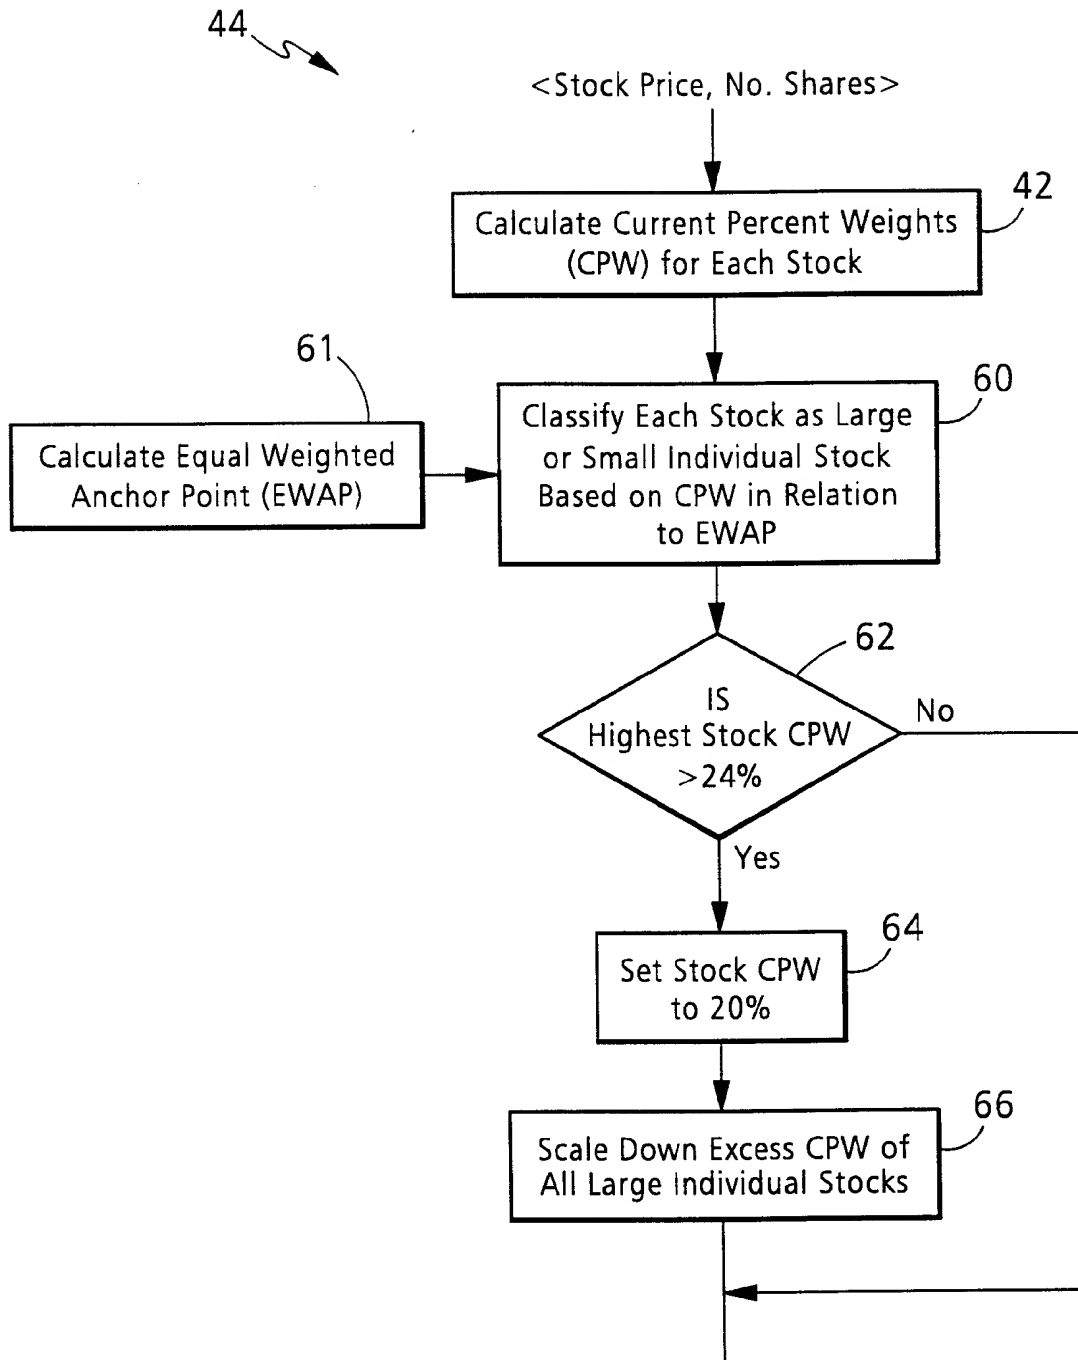 44
<Stock Price, No. Shares>
42
Calculate Current Percent Weights
(CPW) for Each Stock
61
60
Calculate Equal Weighted
Anchor Point (EWAP)
Classify Each Stock as Large
or Small Individual Stock
Based on CPW in Relation
to EWAP
62
IS
Highest Stock CPW
>24%
No
Yes
64
Set Stock CPW
to 20%
66
Scale Down Excess CPW of
All Large Individual Stocks